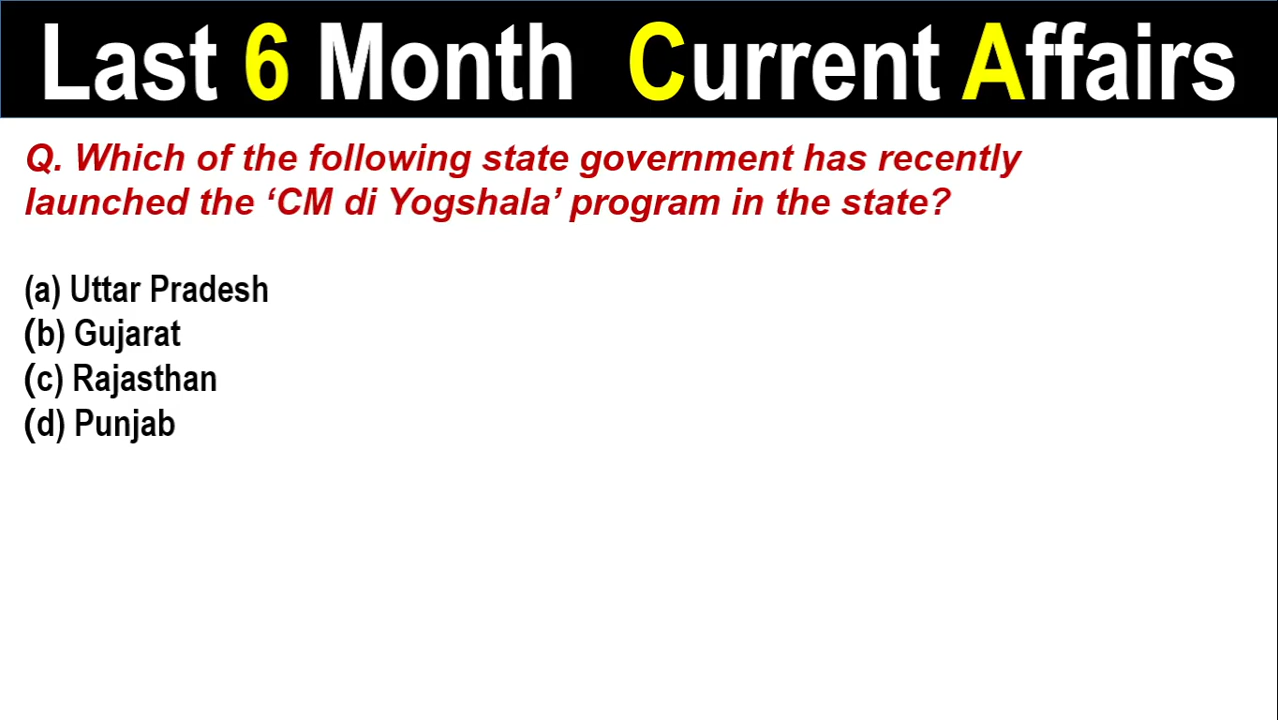 Last 6 Month Current Affairs
Q. Which of the following state government has recently
launched the ‘CM di Yogshala’ program in the state?
(a) Uttar Pradesh
(b) Gujarat
(c) Rajasthan
(d) Punjab